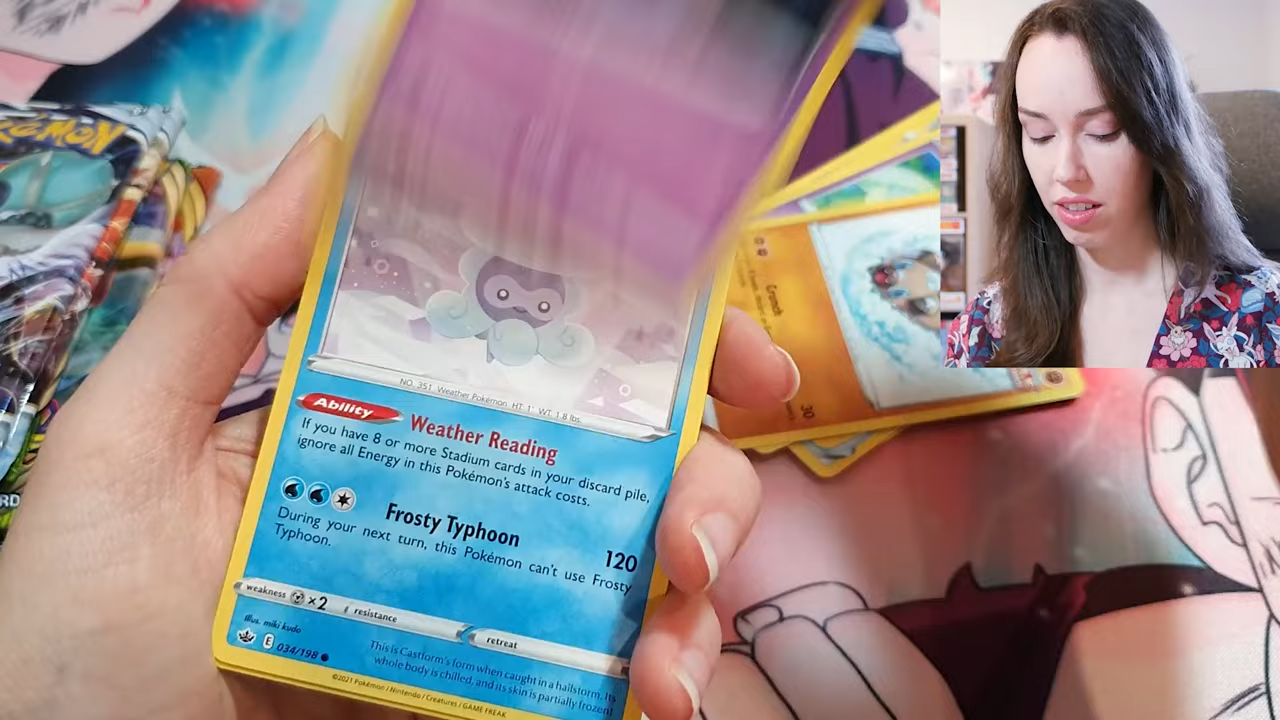 POKÉMON
Crunch
30
NO. 351 Weather Pokémon HT: 1' WT: 1.8 lbs.
Ability Weather Reading
If you have 8 or more Stadium cards in your discard pile,
ignore all Energy in this Pokémon's attack costs.
Frosty Typhoon 120
During your next turn, this Pokémon can't use Frosty
Typhoon.
weakness ×2 resistance retreat
Illus. miki kudo
E 034/198
This is Castform's form when caught in a hailstorm. Its
whole body is chilled, and its skin is partially frozen.
©2021 Pokémon / Nintendo / Creatures / GAME FREAK